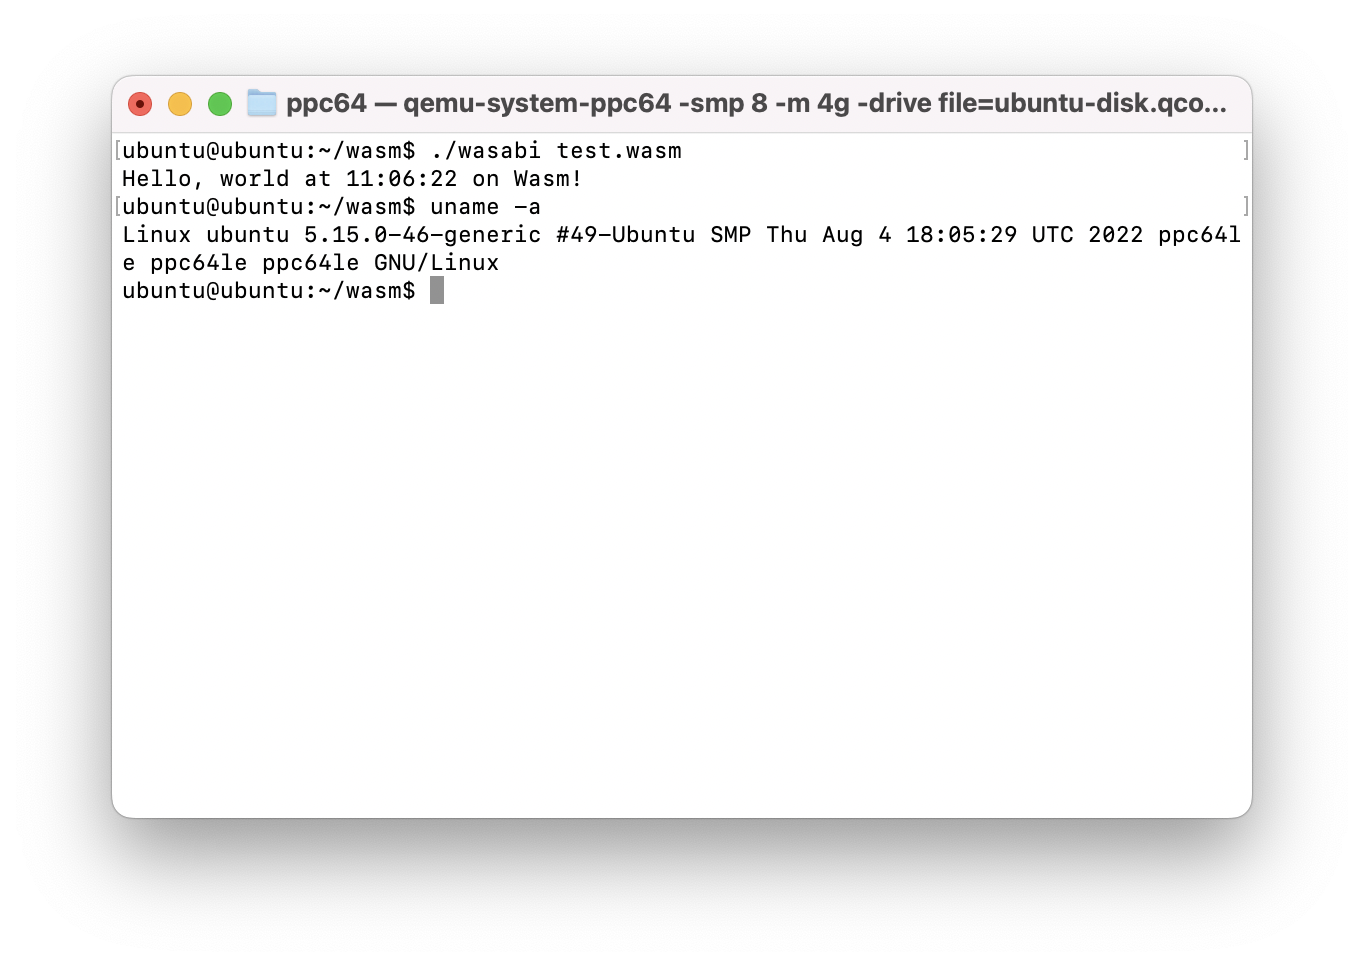 ppc64 — qemu-system-ppc64 -smp 8 -m 4g -drive file=ubuntu-disk.qco...
[ubuntu@ubuntu:~/wasm$ ./wasabi test.wasm ]
Hello, world at 11:06:22 on Wasm!
[ubuntu@ubuntu:~/wasm$ uname -a ]
Linux ubuntu 5.15.0-46-generic #49-Ubuntu SMP Thu Aug 4 18:05:29 UTC 2022 ppc64l
e ppc64le ppc64le GNU/Linux
ubuntu@ubuntu:~/wasm$